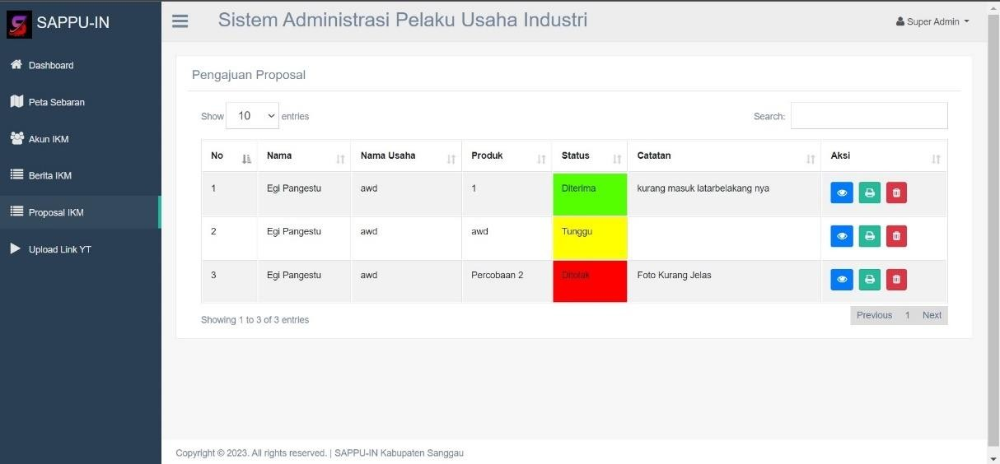 SAPPU-IN
Sistem Administrasi Pelaku Usaha Industri
Super Admin
Dashboard
Peta Sebaran
Akun IKM
Berita IKM
Proposal IKM
Upload Link YT
Pengajuan Proposal
Show 10 entries
Search:
No Nama Nama Usaha Produk Status Catatan Aksi
1 Egi Pangestu awd 1 Diterima kurang masuk latarbelakang nya
2 Egi Pangestu awd awd Tunggu
3 Egi Pangestu awd Percobaan 2 Ditolak Foto Kurang Jelas
Showing 1 to 3 of 3 entries
Previous 1 Next
Copyright © 2023. All rights reserved. | SAPPU-IN Kabupaten Sanggau